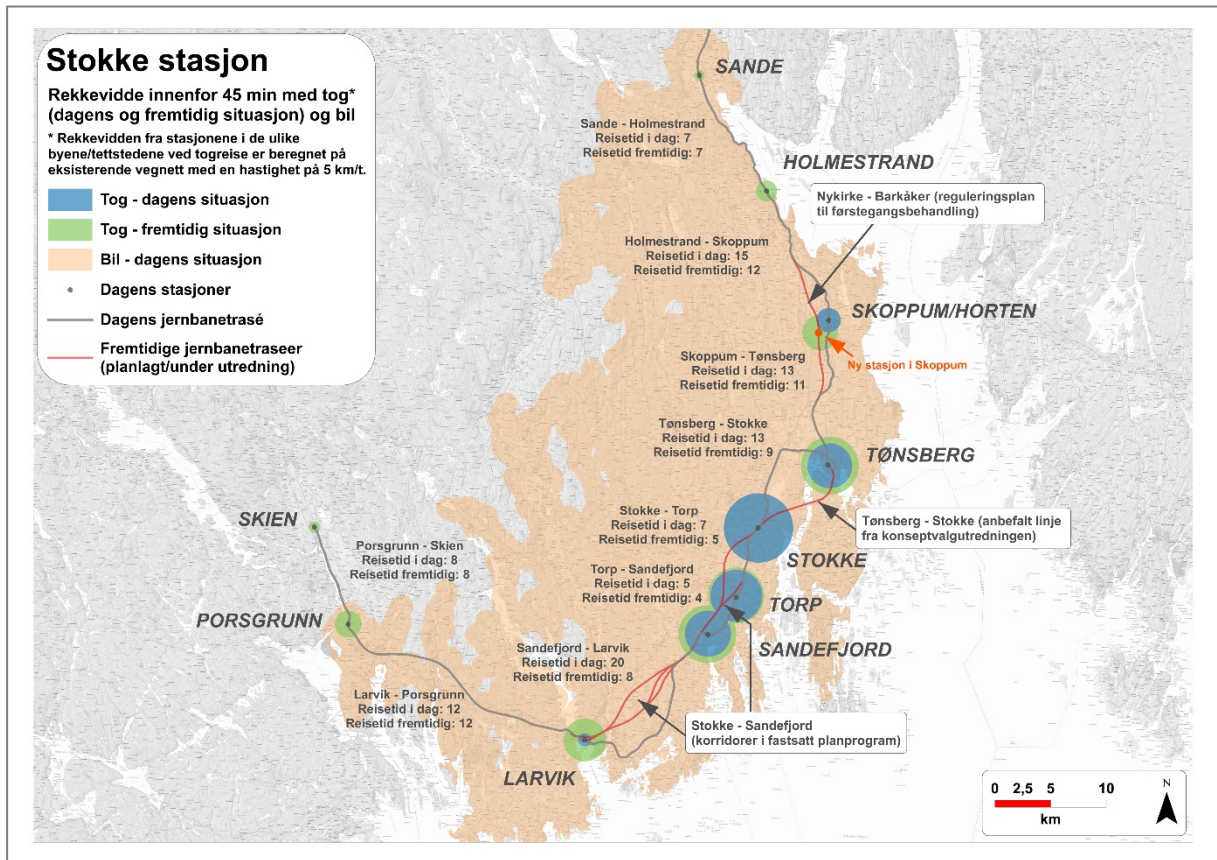 Stokke stasjon
Rekkevidde innenfor 45 min med tog*
(dagens og fremtidig situasjon) og bil
* Rekkevidden fra stasjonene i de ulike
byene/tettstedene ved togreise er beregnet på
eksisterende vegnett med en hastighet på 5 km/t.
Tog - dagens situasjon
Tog - fremtidig situasjon
Bil - dagens situasjon
Dagens stasjoner
Dagens jernbanetrasé
Fremtidige jernbanetraseer
(planlagt/under utredning)
SANDE
Sande - Holmestrand
Reisetid i dag: 7
Reisetid fremtidig: 7
HOLMESTRAND
Nykirke - Barkåker (reguleringsplan
til førstegangsbehandling)
Holmestrand - Skoppum
Reisetid i dag: 15
Reisetid fremtidig: 12
SKOPPUM/HORTEN
Ny stasjon i Skoppum
Skoppum - Tønsberg
Reisetid i dag: 13
Reisetid fremtidig: 11
Tønsberg - Stokke
Reisetid i dag: 13
Reisetid fremtidig: 9
TØNSBERG
SKIEN
Stokke - Torp
Reisetid i dag: 7
Reisetid fremtidig: 5
Tønsberg - Stokke (anbefalt linje
fra konseptvalgutredningen)
STOKKE
Porsgrunn - Skien
Reisetid i dag: 8
Reisetid fremtidig: 8
Torp - Sandefjord
Reisetid i dag: 5
Reisetid fremtidig: 4
TORP
PORSGRUNN
SANDEFJORD
Sandefjord - Larvik
Reisetid i dag: 20
Reisetid fremtidig: 8
Larvik - Porsgrunn
Reisetid i dag: 12
Reisetid fremtidig: 12
Stokke - Sandefjord
(korridorer i fastsatt planprogram)
LARVIK
0 2,5 5 10
km
N